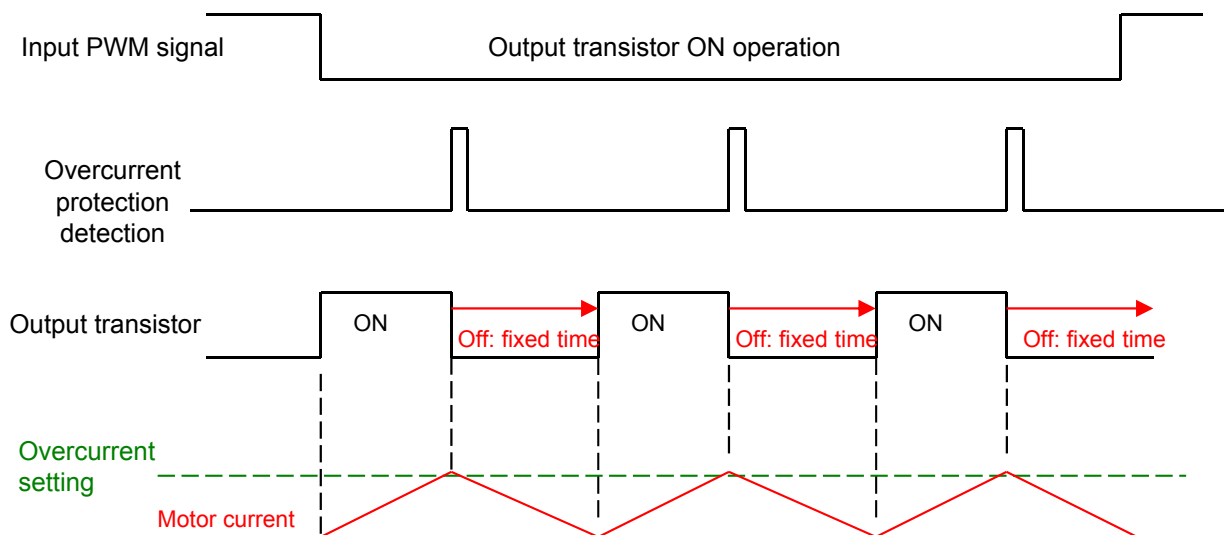 Input PWM signal
Output transistor ON operation
Overcurrent
protection
detection
Output transistor
ON
Off: fixed time
ON
Off: fixed time
ON
Off: fixed time
Overcurrent
setting
Motor current